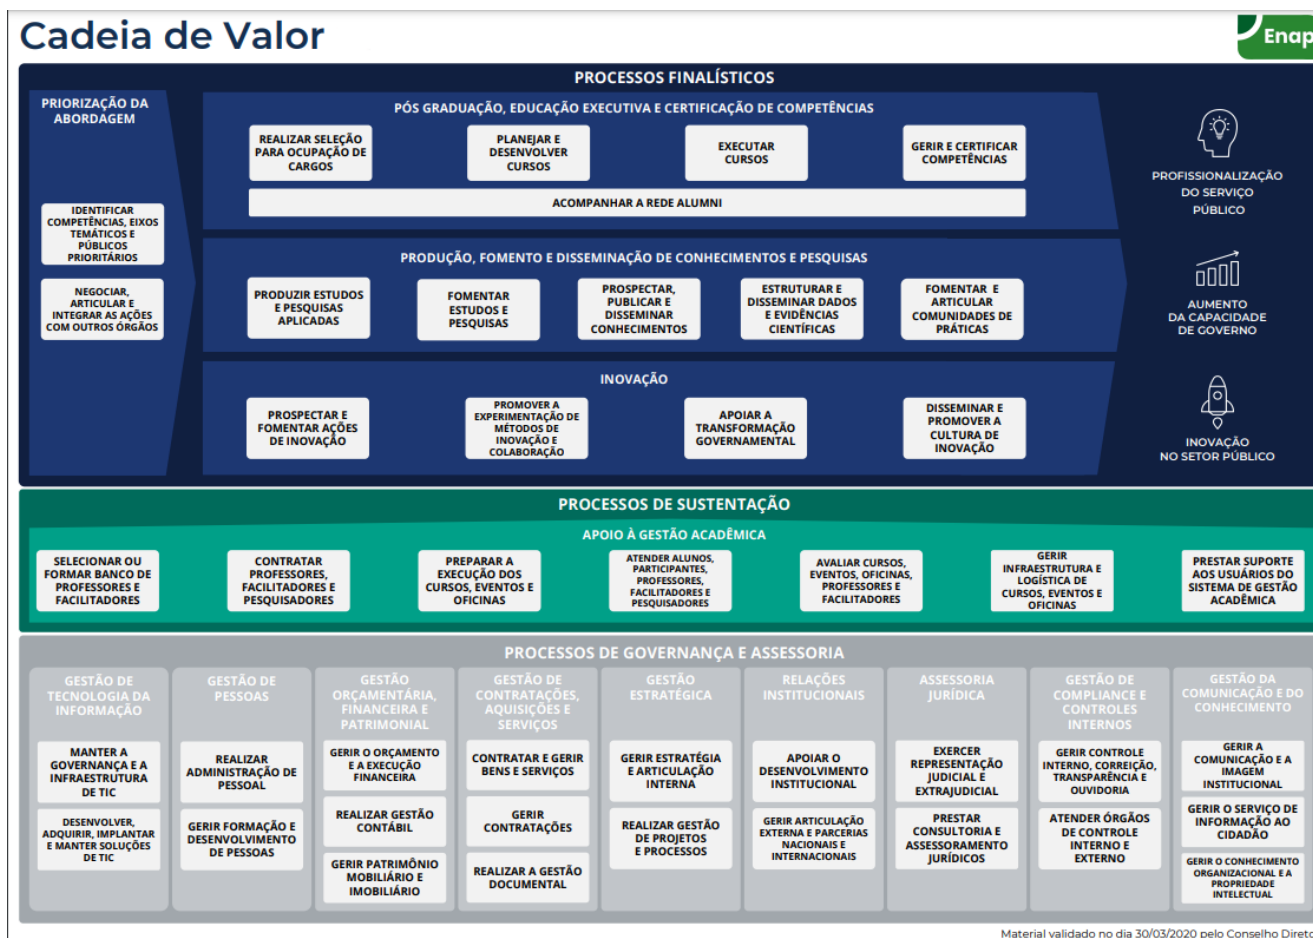 Cadeia de Valor
Enap
PROCESSOS FINALÍSTICOS
PRIORIZAÇÃO DA
ABORDAGEM
IDENTIFICAR
COMPETÊNCIAS, EIXOS
TEMÁTICOS E
PÚBLICOS
PRIORITÁRIOS
NEGOCIAR,
ARTICULAR E
INTEGRAR AS AÇÕES
COM OUTROS ÓRGÃOS
PÓS GRADUAÇÃO, EDUCAÇÃO EXECUTIVA E CERTIFICAÇÃO DE COMPETÊNCIAS
REALIZAR SELEÇÃO
PARA OCUPAÇÃO DE
CARGOS
PLANEJAR E
DESENVOLVER
CURSOS
EXECUTAR
CURSOS
GERIR E CERTIFICAR
COMPETÊNCIAS
ACOMPANHAR A REDE ALUMNI
PRODUÇÃO, FOMENTO E DISSEMINAÇÃO DE CONHECIMENTOS E PESQUISAS
PRODUZIR ESTUDOS
E PESQUISAS
APLICADAS
FOMENTAR
ESTUDOS E
PESQUISAS
PROSPECTAR,
PUBLICAR E
DISSEMINAR
CONHECIMENTOS
ESTRUTURAR E
DISSEMINAR DADOS
E EVIDÊNCIAS
CIENTÍFICAS
FOMENTAR E
ARTICULAR
COMUNIDADES DE
PRÁTICAS
INOVAÇÃO
PROSPECTAR E
FOMENTAR AÇÕES
DE INOVAÇÃO
PROMOVER A
EXPERIMENTAÇÃO DE
MÉTODOS DE
INOVAÇÃO E
COLABORAÇÃO
APOIAR A
TRANSFORMAÇÃO
GOVERNAMENTAL
DISSEMINAR E
PROMOVER A
CULTURA DE
INOVAÇÃO
PROFISSIONALIZAÇÃO
DO SERVIÇO
PÚBLICO
AUMENTO
DA CAPACIDADE
DE GOVERNO
INOVAÇÃO
NO SETOR PÚBLICO
PROCESSOS DE SUSTENTAÇÃO
APOIO À GESTÃO ACADÊMICA
SELECIONAR OU
FORMAR BANCO DE
PROFESSORES E
FACILITADORES
CONTRATAR
PROFESSORES,
FACILITADORES E
PESQUISADORES
PREPARAR A
EXECUÇÃO DOS
CURSOS, EVENTOS E
OFICINAS
ATENDER ALUNOS,
PARTICIPANTES,
PROFESSORES,
FACILITADORES E
PESQUISADORES
AVALIAR CURSOS,
EVENTOS, OFICINAS,
PROFESSORES E
FACILITADORES
GERIR
INFRAESTRUTURA E
LOGÍSTICA DE
CURSOS, EVENTOS E
OFICINAS
PRESTAR SUPORTE
AOS USUÁRIOS DO
SISTEMA DE GESTÃO
ACADÊMICA
PROCESSOS DE GOVERNANÇA E ASSESSORIA
GESTÃO DE
TECNOLOGIA DA
INFORMAÇÃO
MANTER A
GOVERNANÇA E A
INFRAESTRUTURA
DE TIC
DESENVOLVER,
ADQUIRIR, IMPLANTAR
E MANTER SOLUÇÕES
DE TIC
GESTÃO DE
PESSOAS
REALIZAR
ADMINISTRAÇÃO DE
PESSOAL
GERIR FORMAÇÃO E
DESENVOLVIMENTO
DE PESSOAS
GESTÃO
ORÇAMENTÁRIA,
FINANCEIRA E
PATRIMONIAL
GERIR O ORÇAMENTO
E A EXECUÇÃO
FINANCEIRA
REALIZAR GESTÃO
CONTÁBIL
GERIR PATRIMÔNIO
MOBILIÁRIO E
IMOBILIÁRIO
GESTÃO DE
CONTRATAÇÕES,
AQUISIÇÕES E
SERVIÇOS
CONTRATAR E GERIR
BENS E SERVIÇOS
GERIR
CONTRATAÇÕES
REALIZAR A GESTÃO
DOCUMENTAL
GESTÃO
ESTRATÉGICA
GERIR ESTRATÉGIA
E ARTICULAÇÃO
INTERNA
REALIZAR GESTÃO
DE PROJETOS
E PROCESSOS
RELAÇÕES
INSTITUCIONAIS
APOIAR O
DESENVOLVIMENTO
INSTITUCIONAL
GERIR ARTICULAÇÃO
EXTERNA E PARCERIAS
NACIONAIS E
INTERNACIONAIS
ASSESSORIA
JURÍDICA
EXERCER
REPRESENTAÇÃO
JUDICIAL E
EXTRAJUDICIAL
PRESTAR
CONSULTORIA E
ASSESSORAMENTO
JURÍDICOS
GESTÃO DE
COMPLIANCE E
CONTROLES
INTERNOS
GERIR CONTROLE
INTERNO, CORREIÇÃO,
TRANSPARÊNCIA E
OUVIDORIA
ATENDER ÓRGÃOS
DE CONTROLE
INTERNO E
EXTERNO
GESTÃO DA
COMUNICAÇÃO E DO
CONHECIMENTO
GERIR A
COMUNICAÇÃO E A
IMAGEM
INSTITUCIONAL
GERIR O SERVIÇO DE
INFORMAÇÃO AO
CIDADÃO
GERIR O CONHECIMENTO
ORGANIZACIONAL E A
PROPRIEDADE
INTELECTUAL
Material validado no dia 30/03/2020 pelo Conselho Direto